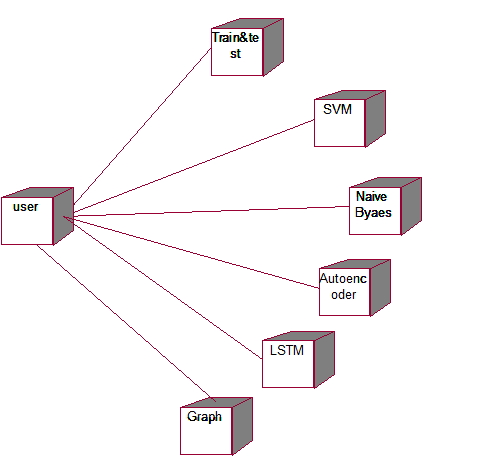 Train&te
st
SVM
user
Naive
Byaes
Autoenc
oder
LSTM
Graph